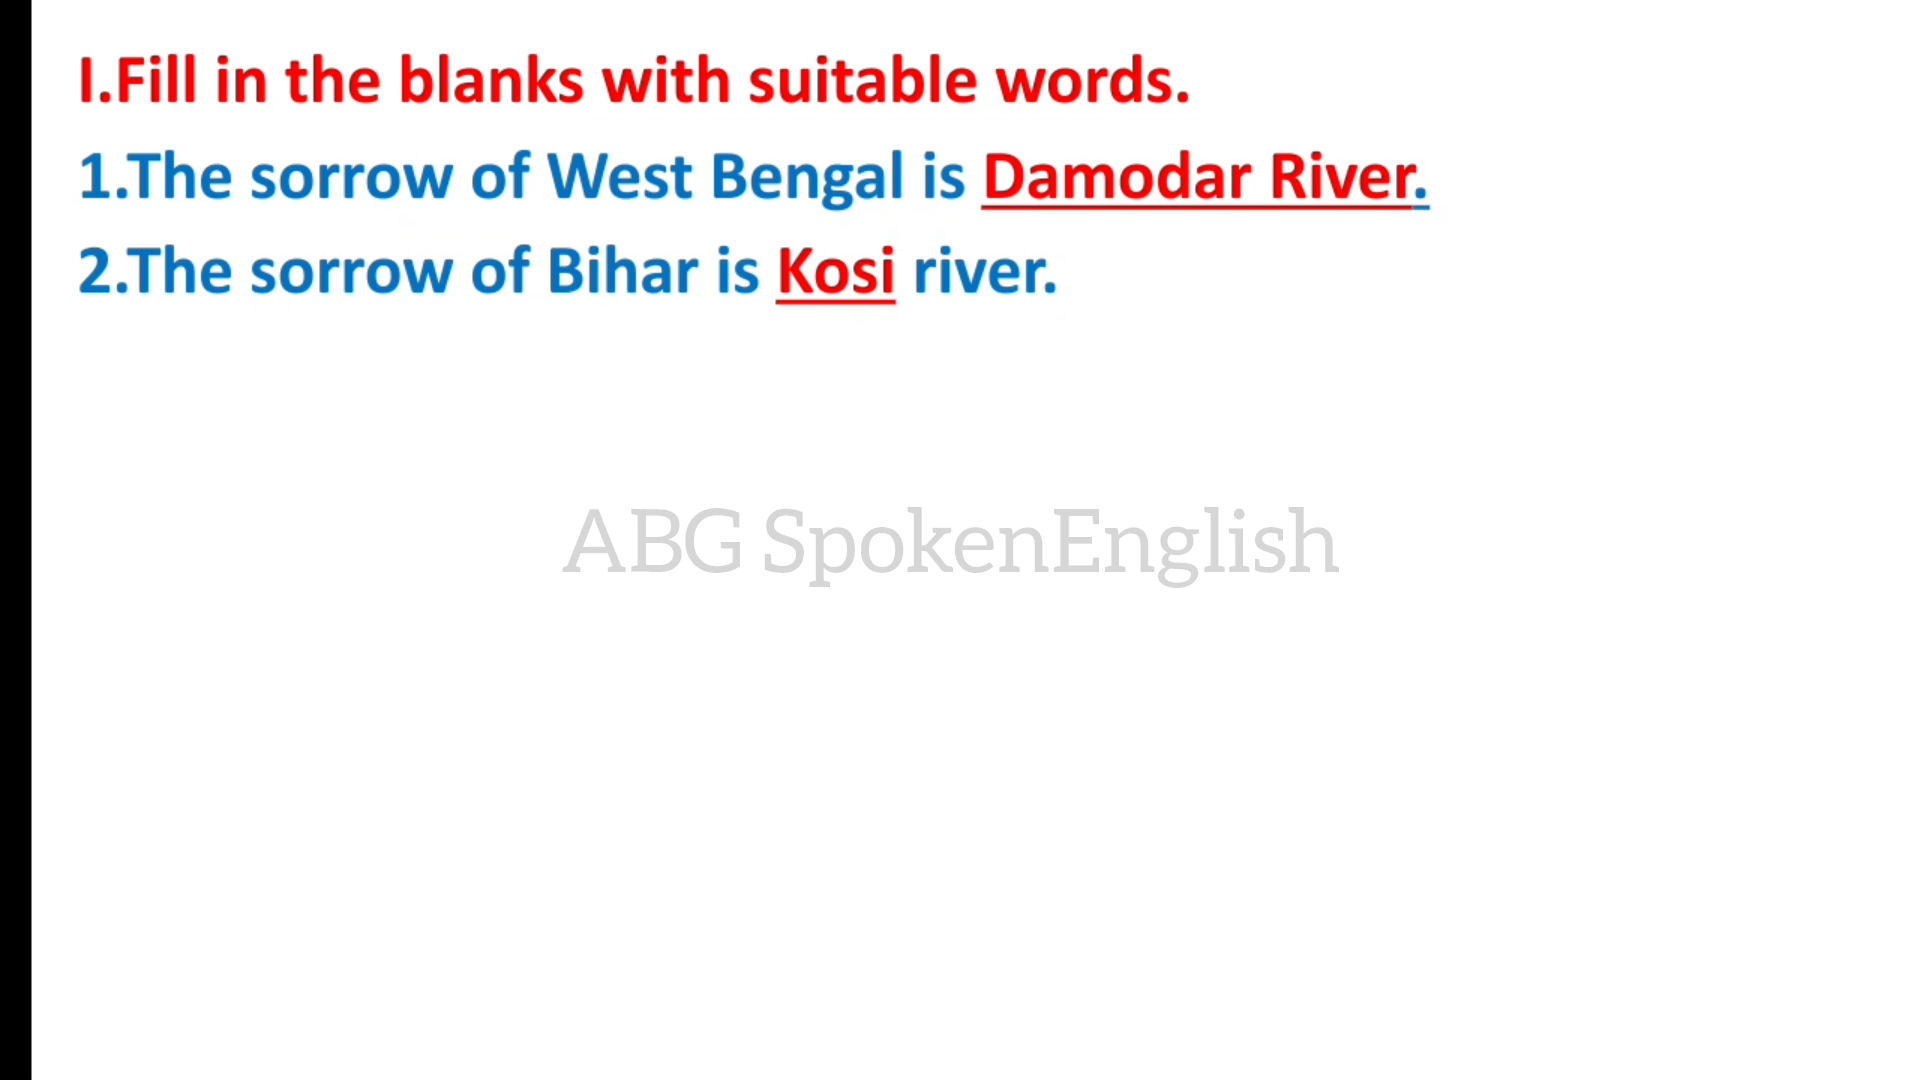 I.Fill in the blanks with suitable words.
1.The sorrow of West Bengal is Damodar River.
2.The sorrow of Bihar is Kosi river.
ABG SpokenEnglish